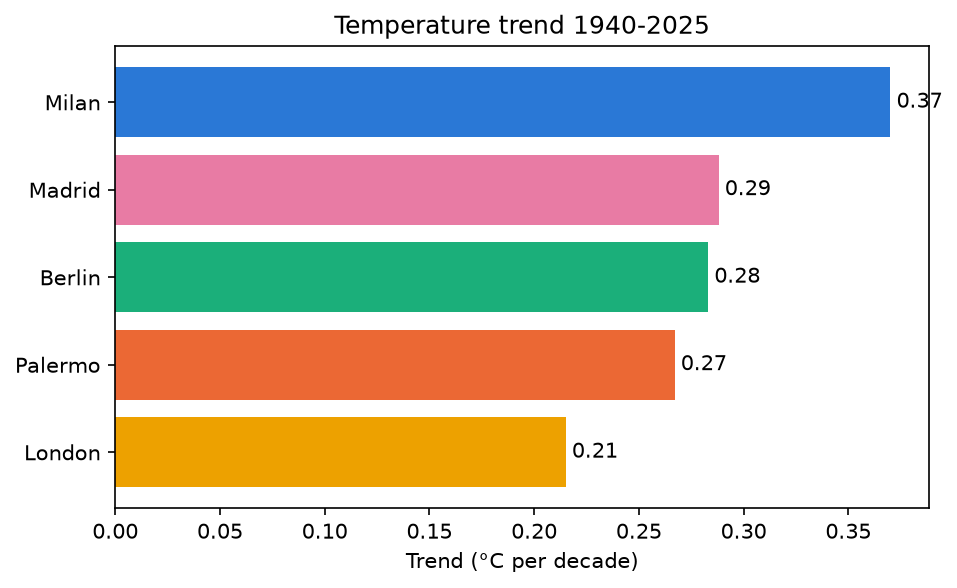 Temperature trend 1940-2025
Milan 0.37
Madrid 0.29
Berlin 0.28
Palermo 0.27
London 0.21
0.00 0.05 0.10 0.15 0.20 0.25 0.30 0.35
Trend (°C per decade)